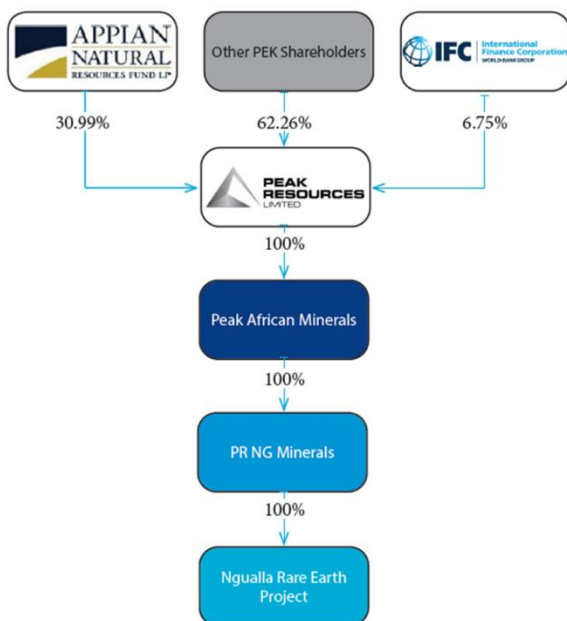 APPIAN
NATURAL
RESOURCES FUND LP
Other PEK Shareholders
IFC
International
Finance Corporation
WORLD BANK GROUP
30.99%
62.26%
6.75%
PEAK
RESOURCES
LIMITED
100%
Peak African Minerals
100%
PR NG Minerals
100%
Ngualla Rare Earth
Project